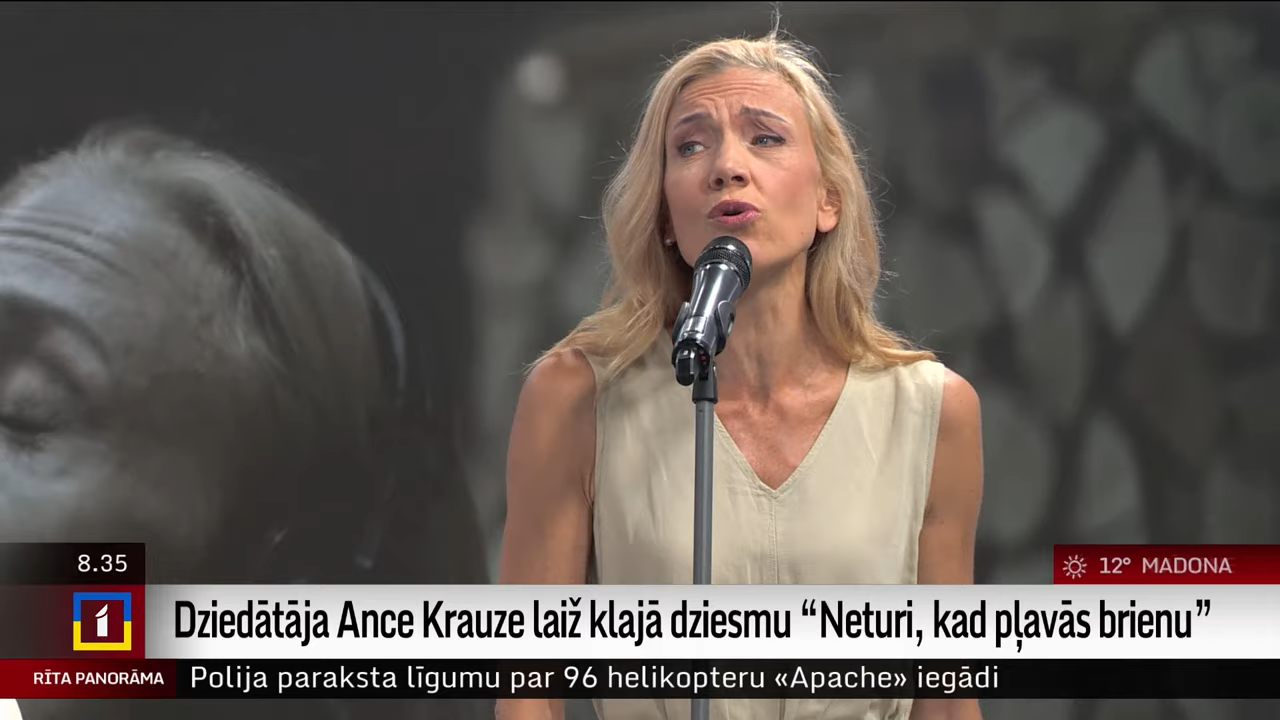 8.35
12° MADONA
1
Dziedātāja Ance Krauze laiž klajā dziesmu “Neturi, kad pļavās brienu”
RĪTA PANORĀMA
Polija paraksta līgumu par 96 helikopteru «Apache» iegādi